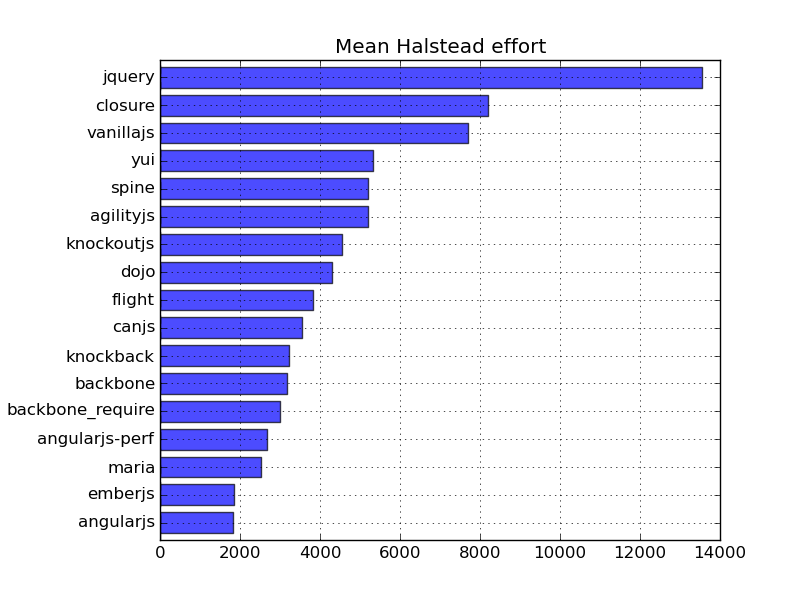 Mean Halstead effort
jquery
closure
vanillajs
yui
spine
agilityjs
knockoutjs
dojo
flight
canjs
knockback
backbone
backbone_require
angularjs-perf
maria
emberjs
angularjs
0 2000 4000 6000 8000 10000 12000 14000